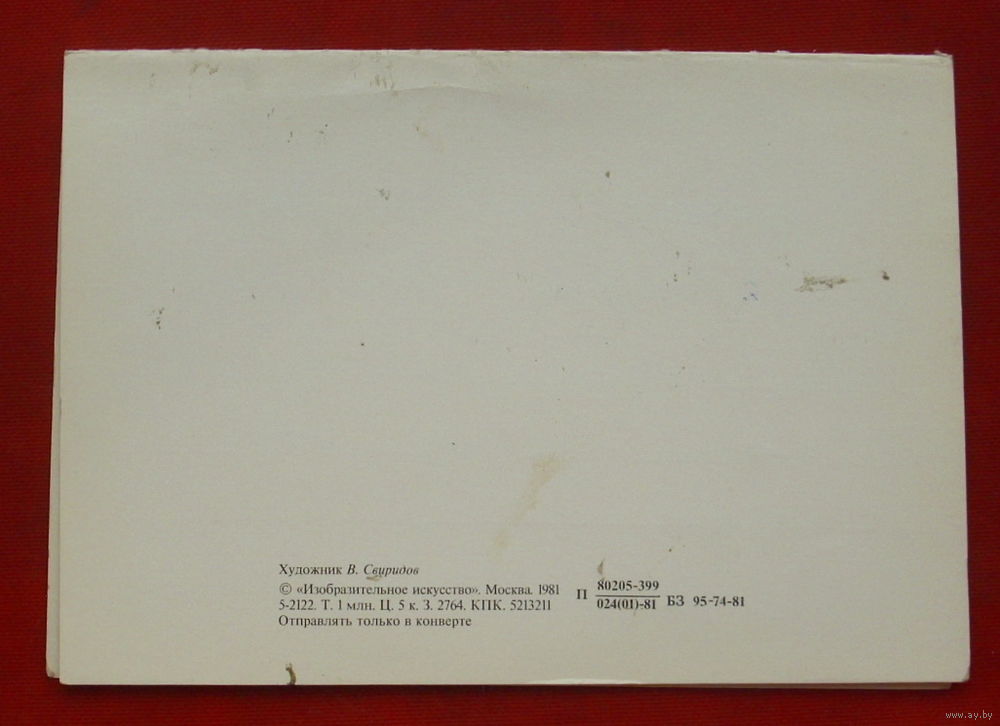 Художник В. Свиридов
© «Изобразительное искусство». Москва. 1981
5-2122. Т. 1 млн. Ц. 5 к. З. 2764. КПК. 5213211
Отправлять только в конверте
П 80205-399
024(01)-81 БЗ 95-74-81
www.ay.by